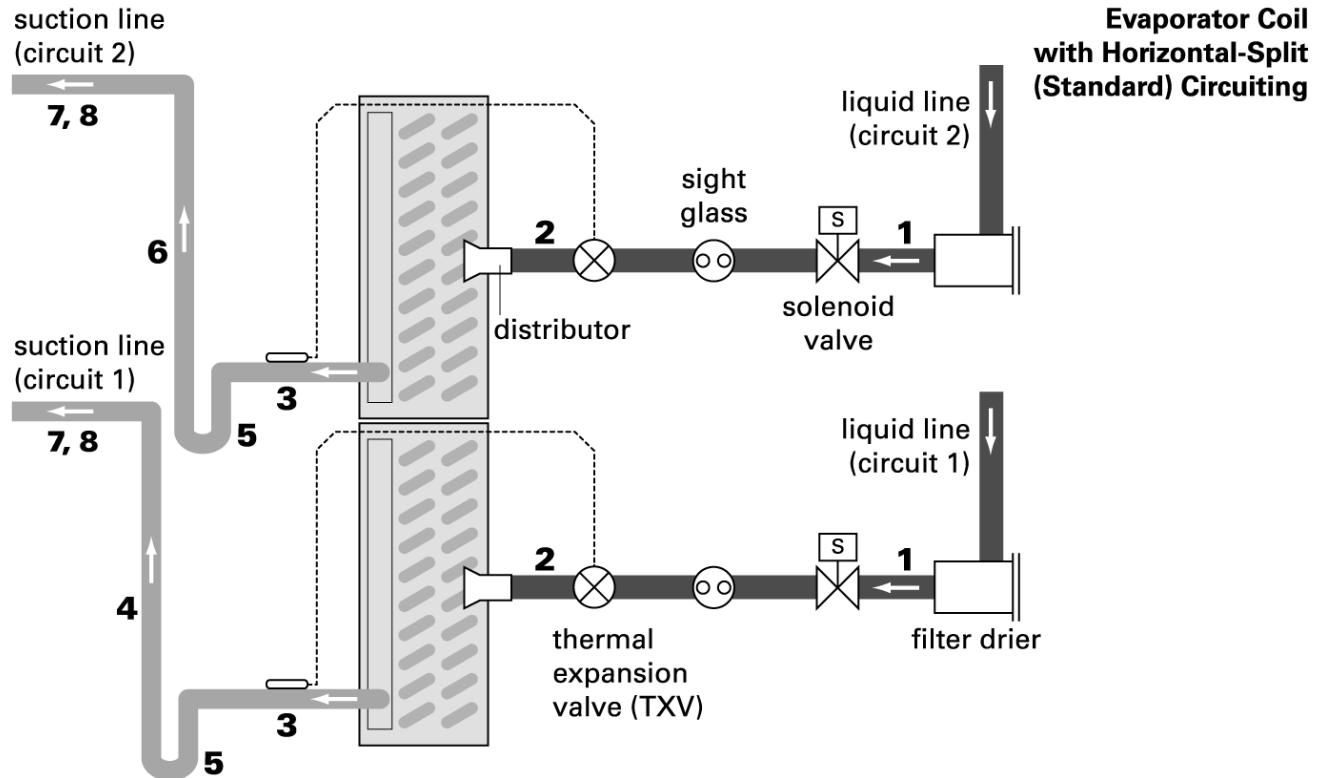 Evaporator Coil
with Horizontal-Split
(Standard) Circuiting
suction line
(circuit 2)
7, 8
liquid line
(circuit 2)
sight
glass
S
2
1
6
solenoid
valve
distributor
3
5
suction line
(circuit 1)
7, 8
liquid line
(circuit 1)
S
2
1
4
thermal
expansion
valve (TXV)
filter drier
3
5